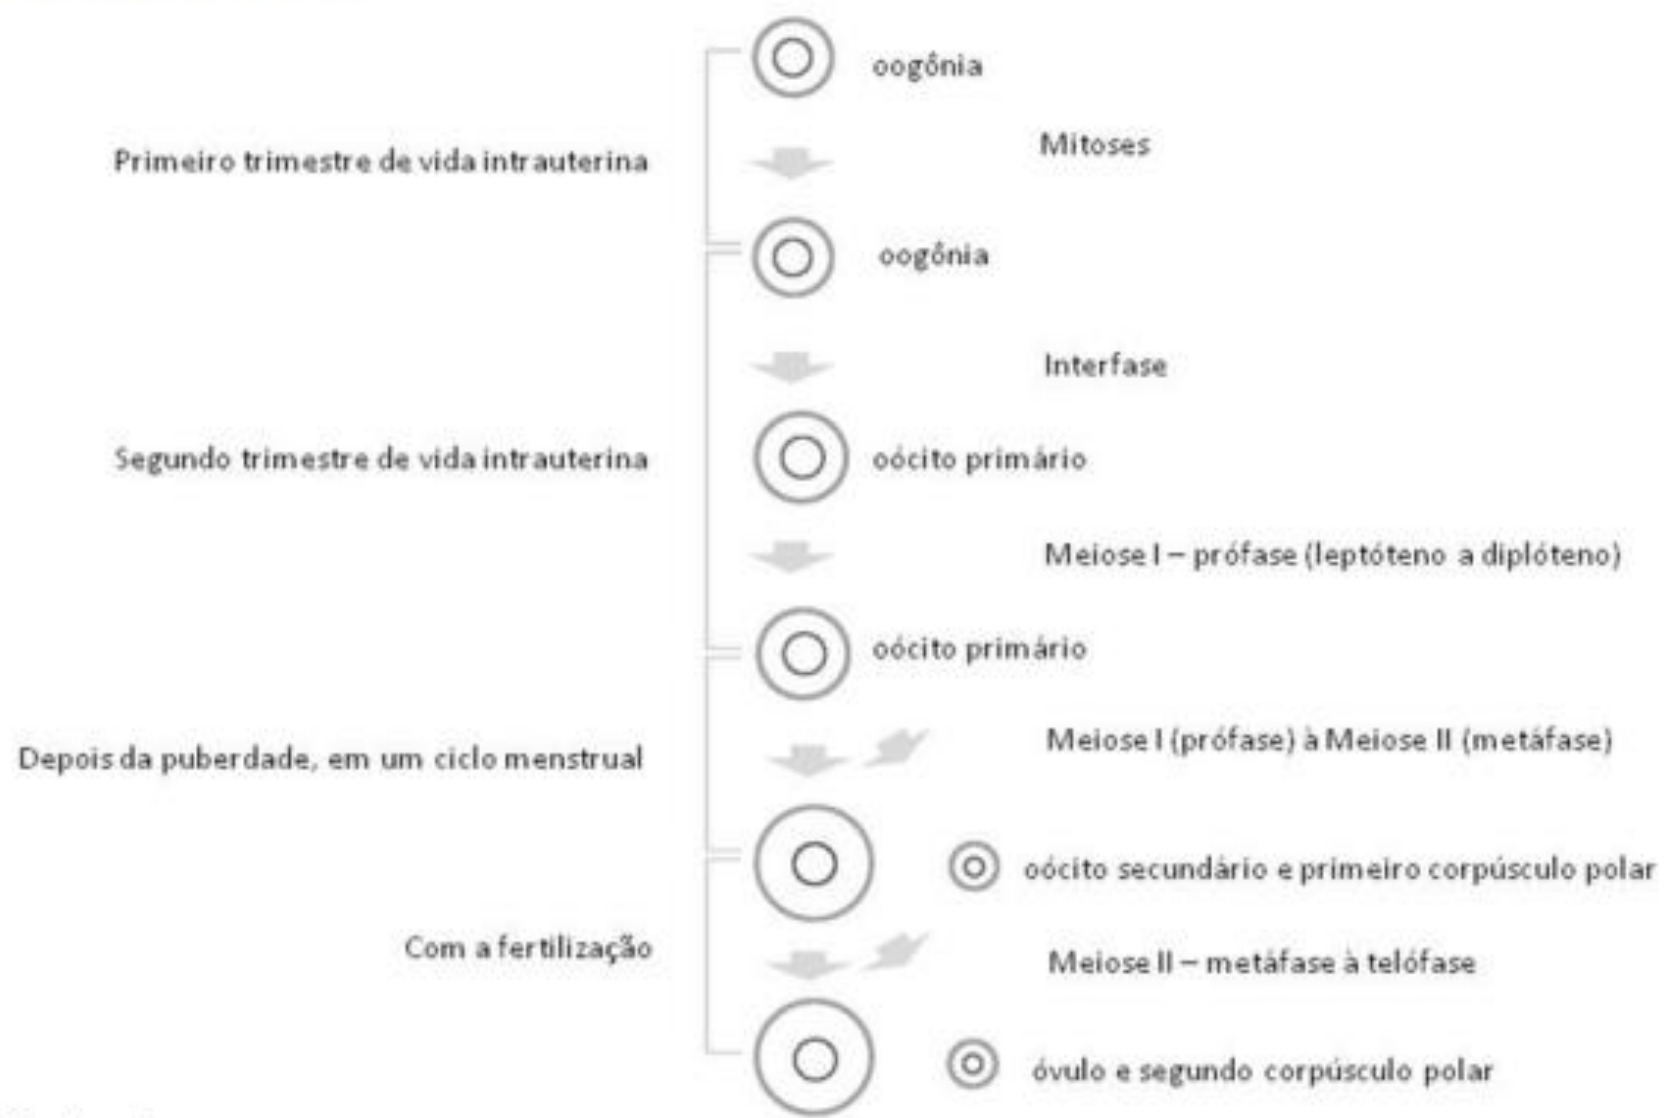 oogônia
Mitoses
Primeiro trimestre de vida intrauterina
oogônia
Interfase
Segundo trimestre de vida intrauterina
oócito primário
Meiose I – prófase (leptóteno a diplóteno)
oócito primário
Meiose I (prófase) à Meiose II (metáfase)
Depois da puberdade, em um ciclo menstrual
oócito secundário e primeiro corpúsculo polar
Com a fertilização
Meiose II – metáfase à telófase
óvulo e segundo corpúsculo polar